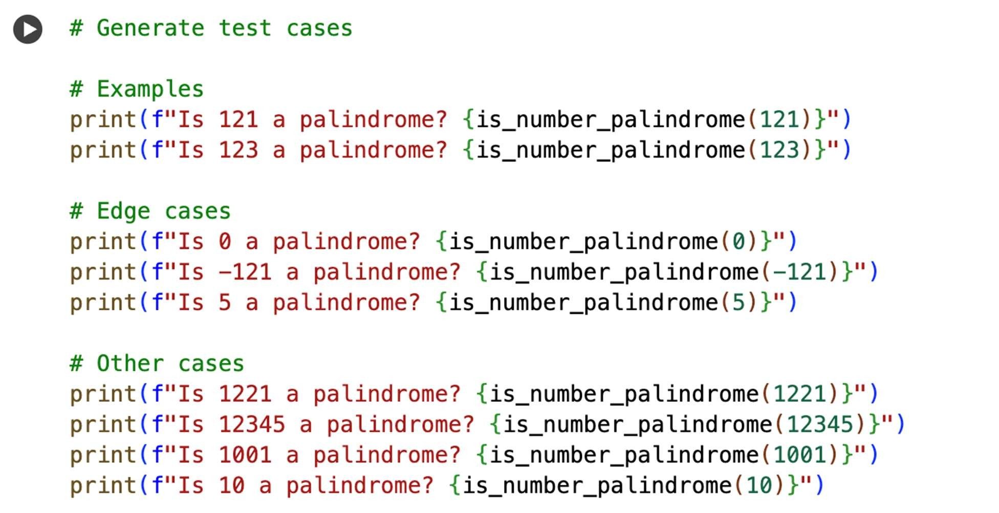 # Generate test cases
# Examples
print(f"Is 121 a palindrome? {is_number_palindrome(121)}")
print(f"Is 123 a palindrome? {is_number_palindrome(123)}")
# Edge cases
print(f"Is 0 a palindrome? {is_number_palindrome(0)}")
print(f"Is -121 a palindrome? {is_number_palindrome(-121)}")
print(f"Is 5 a palindrome? {is_number_palindrome(5)}")
# Other cases
print(f"Is 1221 a palindrome? {is_number_palindrome(1221)}")
print(f"Is 12345 a palindrome? {is_number_palindrome(12345)}")
print(f"Is 1001 a palindrome? {is_number_palindrome(1001)}")
print(f"Is 10 a palindrome? {is_number_palindrome(10)}")